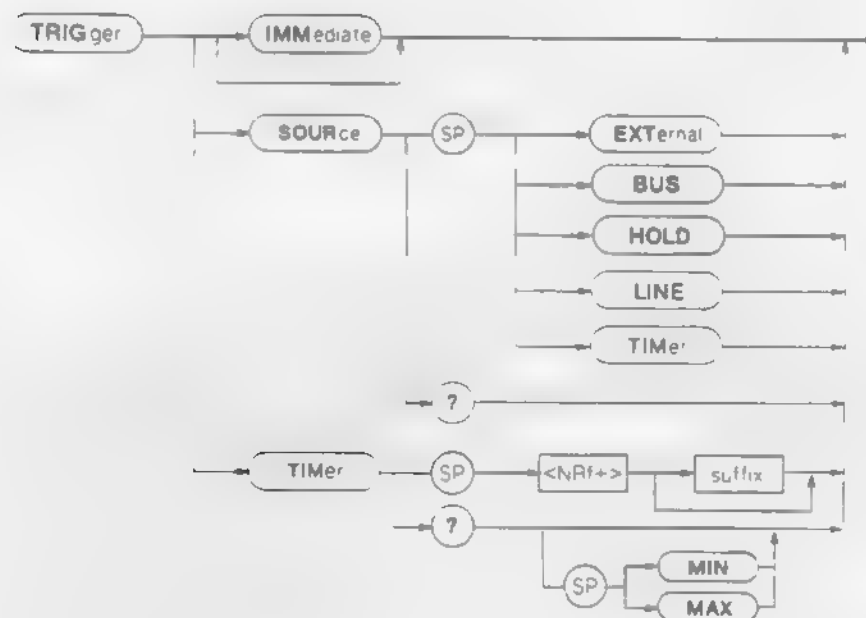 TRIGger IMMediate
SOURce SP EXTernal
BUS
HOLD
LINE
TIMer
?
TIMer SP <NRf+> suffix
?
SP MIN
MAX